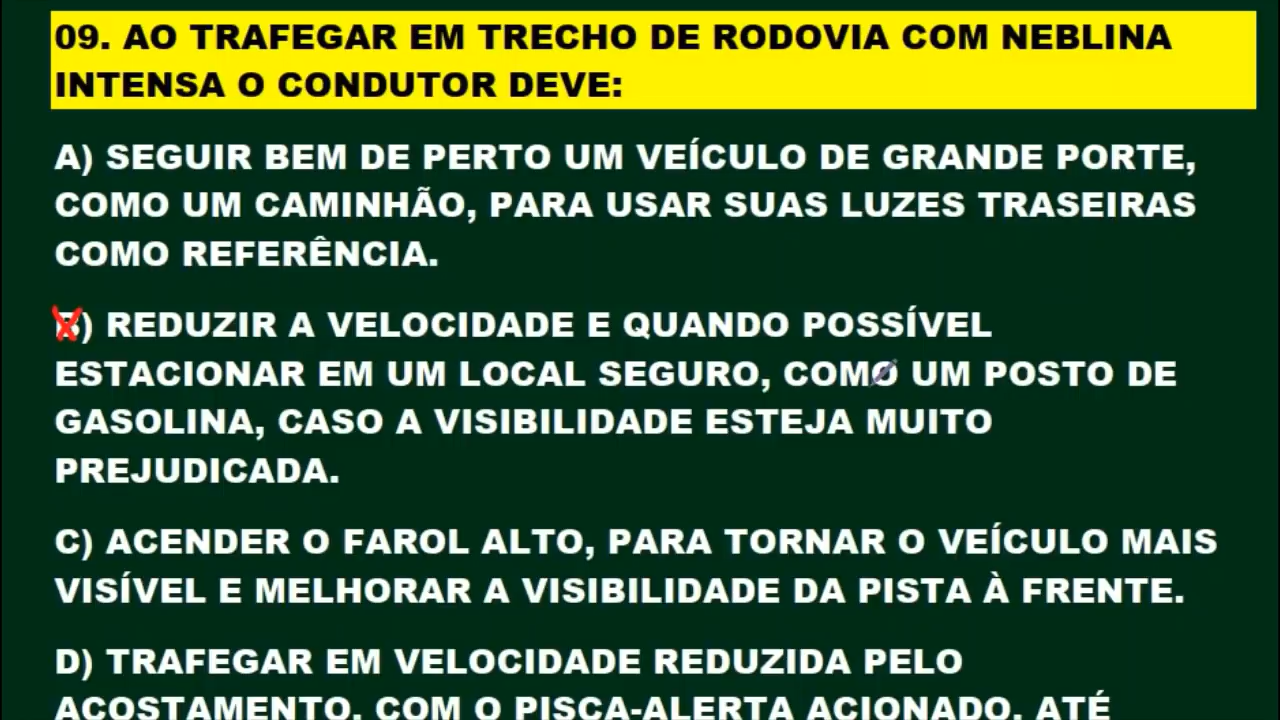 09. AO TRAFEGAR EM TRECHO DE RODOVIA COM NEBLINA
INTENSA O CONDUTOR DEVE:
A) SEGUIR BEM DE PERTO UM VEÍCULO DE GRANDE PORTE,
COMO UM CAMINHÃO, PARA USAR SUAS LUZES TRASEIRAS
COMO REFERÊNCIA.
B) REDUZIR A VELOCIDADE E QUANDO POSSÍVEL
ESTACIONAR EM UM LOCAL SEGURO, COMO UM POSTO DE
GASOLINA, CASO A VISIBILIDADE ESTEJA MUITO
PREJUDICADA.
C) ACENDER O FAROL ALTO, PARA TORNAR O VEÍCULO MAIS
VISÍVEL E MELHORAR A VISIBILIDADE DA PISTA À FRENTE.
D) TRAFEGAR EM VELOCIDADE REDUZIDA PELO
ACOSTAMENTO, COM O PISCA-ALERTA ACIONADO, ATÉ